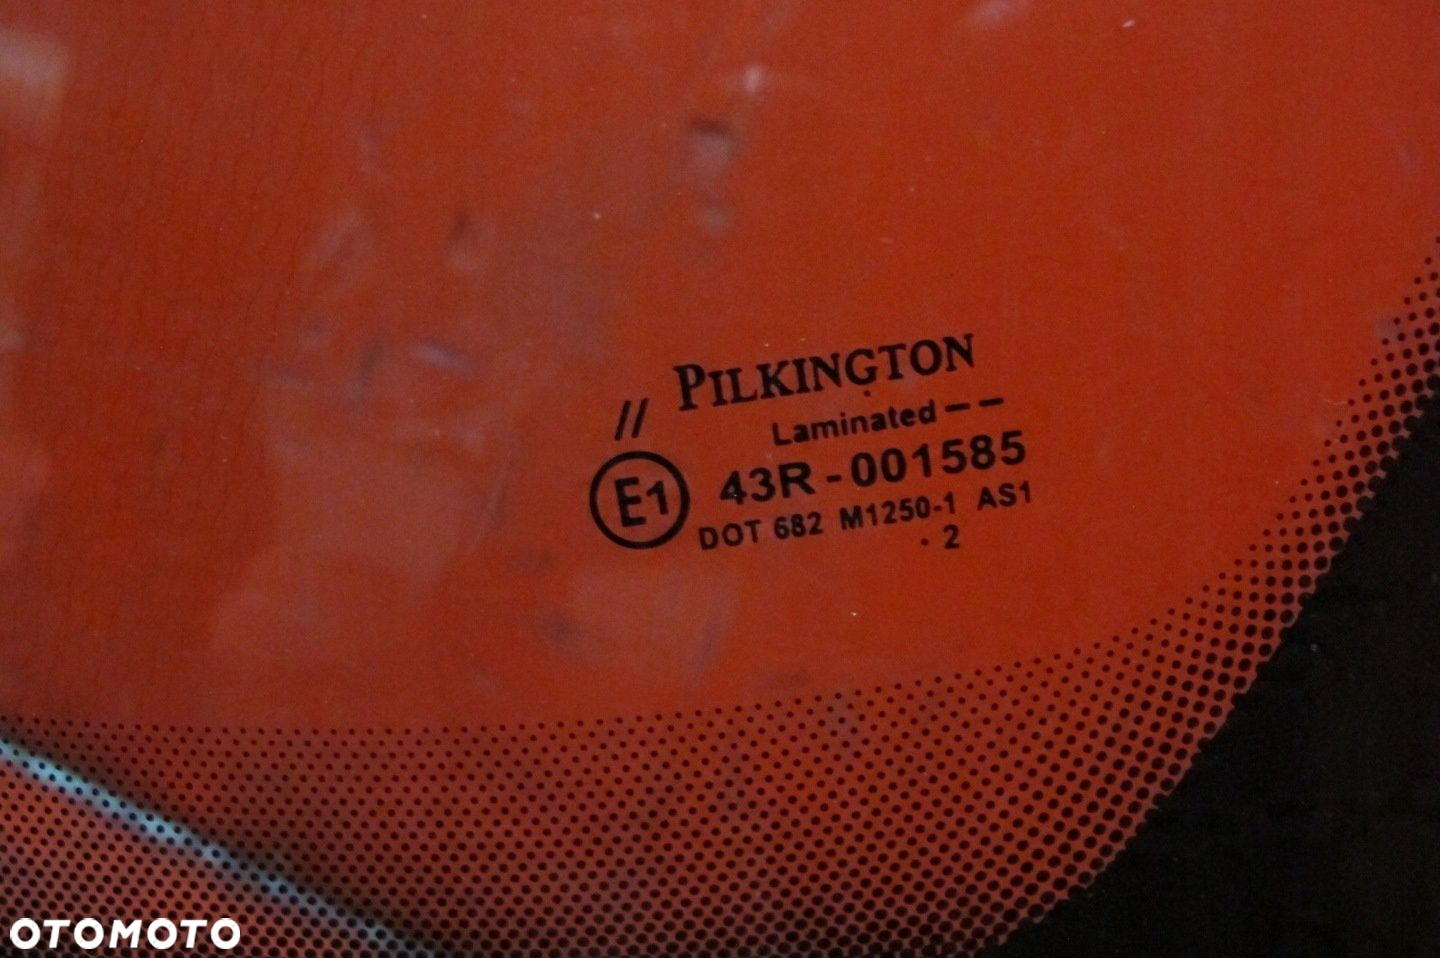 PILKINGTON
//
Laminated – –
E1
43R - 001585
DOT 682 M1250-1 AS1
. 2
OTOMOTO